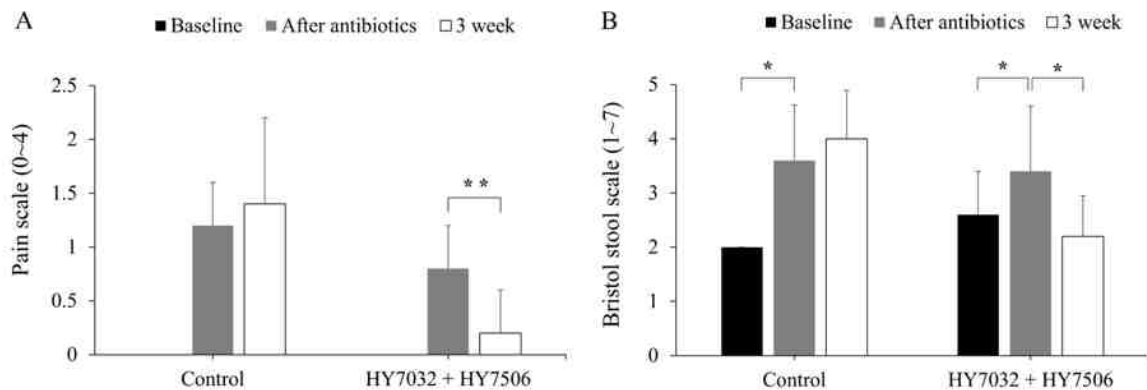 A
■ Baseline ■ After antibiotics □ 3 week
Pain scale (0~4)
2.5
2
1.5
1
0.5
0
**
Control
HY7032 + HY7506
B
■ Baseline ■ After antibiotics □ 3 week
Bristol stool scale (1~7)
5
4
3
2
1
0
*
*
*
Control
HY7032 + HY7506